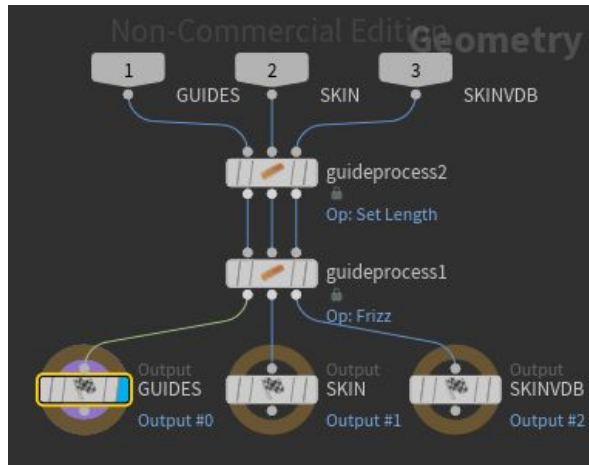 Non-Commercial Edition
Geometry
1
2
3
GUIDES
SKIN
SKINVDB
guideprocess2
Op: Set Length
guideprocess1
Op: Frizz
Output
Output
Output
GUIDES
SKIN
SKINVDB
Output #0
Output #1
Output #2